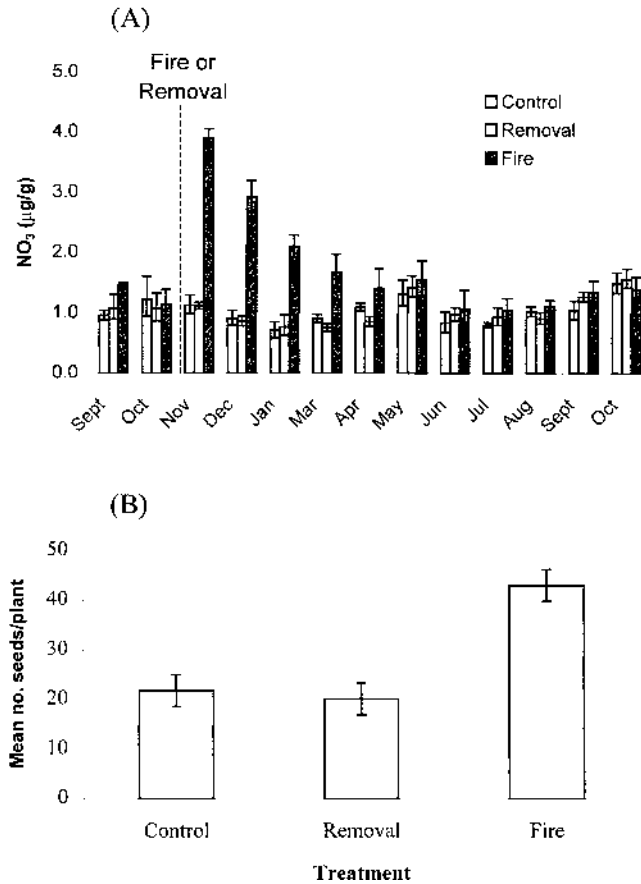 (A)
Fire or
Removal
5.0
4.0
3.0
2.0
1.0
0.0
NO₃ (μg/g)
Control
Removal
Fire
Sept Oct Nov Dec Jan Mar Apr May Jun Jul Aug Sept Oct
(B)
50
40
30
20
10
0
Mean no. seeds/plant
Control Removal Fire
Treatment